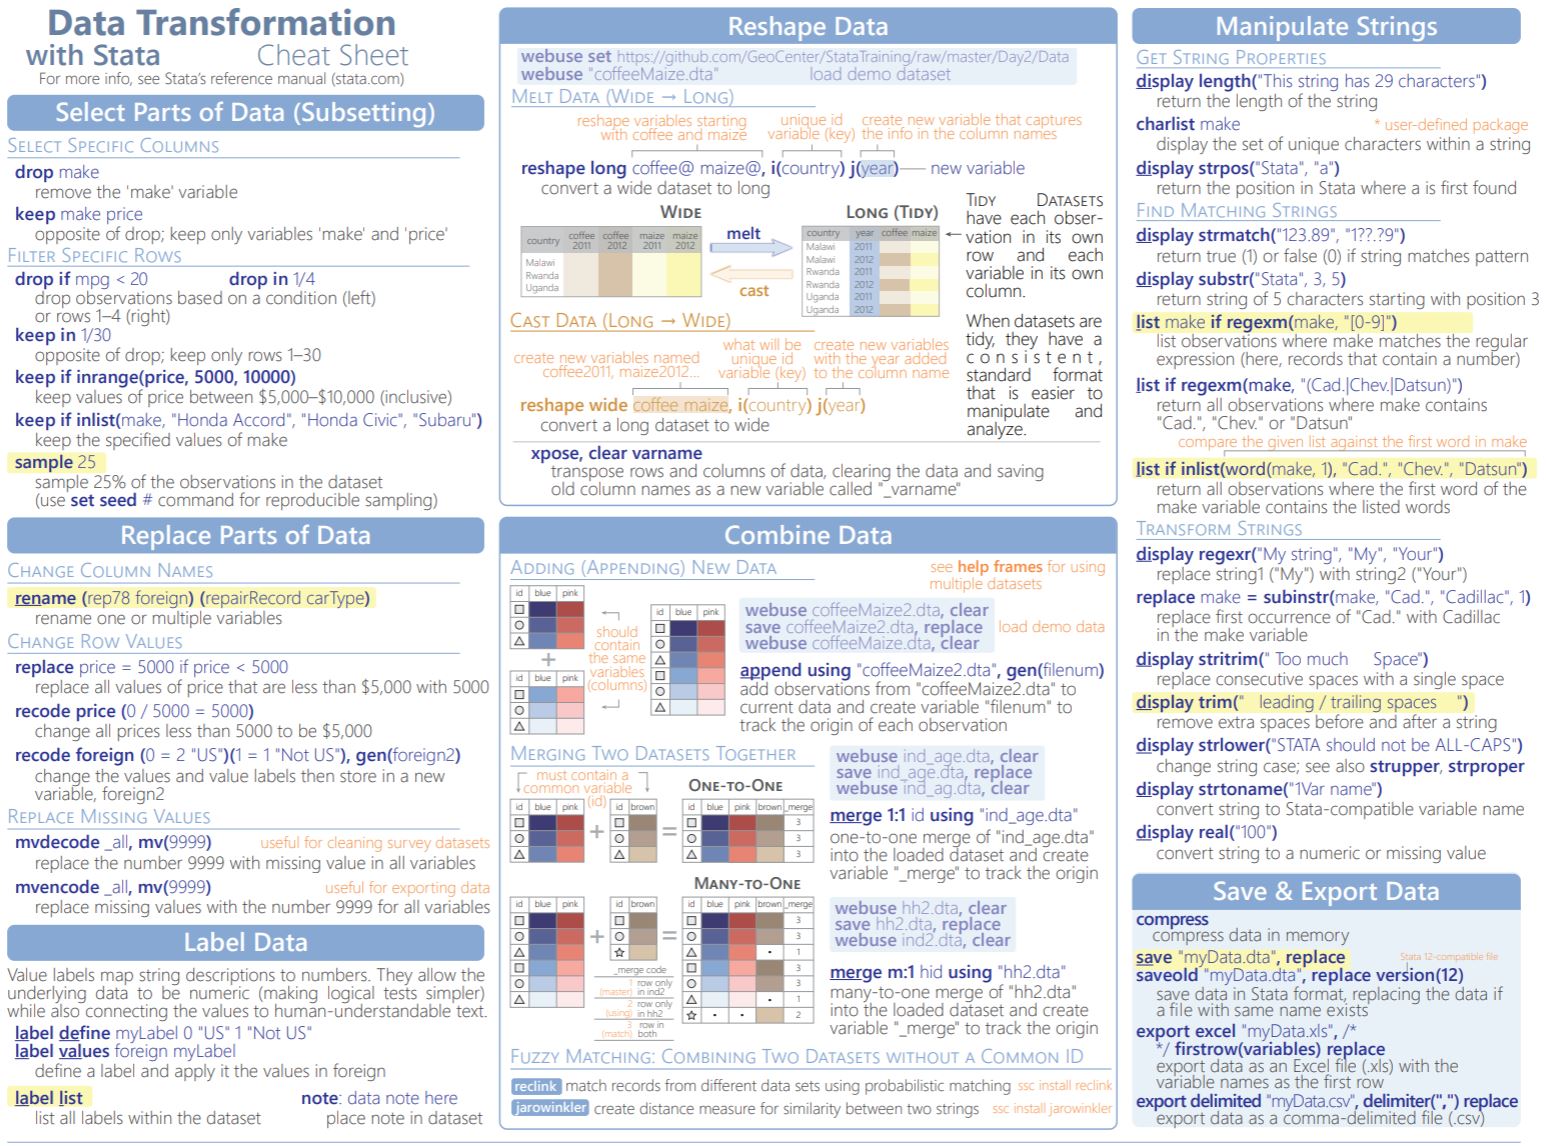 Data Transformation
with Stata Cheat Sheet
For more info, see Stata's reference manual (stata.com)
Select Parts of Data (Subsetting)
SELECT SPECIFIC COLUMNS
drop make
remove the 'make' variable
keep make price
opposite of drop; keep only variables 'make' and 'price'
FILTER SPECIFIC ROWS
drop if mpg < 20 drop in 1/4
drop observations based on a condition (left)
or rows 1–4 (right)
keep in 1/30
opposite of drop; keep only rows 1–30
keep if inrange(price, 5000, 10000)
keep values of price between $5,000–$10,000 (inclusive)
keep if inlist(make, "Honda Accord", "Honda Civic", "Subaru")
keep the specified values of make
sample 25
sample 25% of the observations in the dataset
(use set seed # command for reproducible sampling)
Replace Parts of Data
CHANGE COLUMN NAMES
rename (rep78 foreign) (repairRecord carType)
rename one or multiple variables
CHANGE ROW VALUES
replace price = 5000 if price < 5000
replace all values of price that are less than $5,000 with 5000
recode price (0 / 5000 = 5000)
change all prices less than 5000 to be $5,000
recode foreign (0 = 2 "US")(1 = 1 "Not US"), gen(foreign2)
change the values and value labels then store in a new
variable, foreign2
REPLACE MISSING VALUES
mvdecode _all, mv(9999) useful for cleaning survey datasets
replace the number 9999 with missing value in all variables
mvencode _all, mv(9999) useful for exporting data
replace missing values with the number 9999 for all variables
Label Data
Value labels map string descriptions to numbers. They allow the
underlying data to be numeric (making logical tests simpler)
while also connecting the values to human-understandable text.
label define myLabel 0 "US" 1 "Not US"
label values foreign myLabel
define a label and apply it the values in foreign
label list note: data note here
list all labels within the dataset place note in dataset
Reshape Data
webuse set https://github.com/GeoCenter/StataTraining/raw/master/Day2/Data
webuse "coffeeMaize.dta" load demo dataset
MELT DATA (WIDE → LONG)
reshape variables starting
with coffee and maize
unique id
variable (key)
create new variable that captures
the info in the column names
reshape long coffee@ maize@, i(country) j(year) new variable
convert a wide dataset to long
WIDE
country coffee 2011 coffee 2012 maize 2011 maize 2012
Malawi
Rwanda
Uganda
melt
cast
LONG (TIDY)
country year coffee maize
Malawi 2011
Malawi 2012
Rwanda 2011
Rwanda 2012
Uganda 2011
Uganda 2012
TIDY DATASETS
have each obser-
vation in its own
row and each
variable in its own
column.
When datasets are
tidy, they have a
consistent,
standard format
that is easier to
manipulate and
analyze.
CAST DATA (LONG → WIDE)
create new variables named
coffee2011, maize2012...
what will be
unique id
variable (key)
create new variables
with the year added
to the column name
reshape wide coffee maize, i(country) j(year)
convert a long dataset to wide
xpose, clear varname
transpose rows and columns of data, clearing the data and saving
old column names as a new variable called "_varname"
Combine Data
ADDING (APPENDING) NEW DATA
see help frames for using
multiple datasets
id blue pink
+
id blue pink
should
contain
the same
variables
(columns)
id blue pink
webuse coffeeMaize2.dta, clear
save coffeeMaize2.dta, replace load demo data
webuse coffeeMaize.dta, clear
append using "coffeeMaize2.dta", gen(filenum)
add observations from "coffeeMaize2.dta" to
current data and create variable "filenum" to
track the origin of each observation
MERGING TWO DATASETS TOGETHER
must contain a
common variable
(id)
ONE-TO-ONE
id blue pink + id brown = id blue pink brown _merge
3
3
3
webuse ind_age.dta, clear
save ind_age.dta, replace
webuse ind_ag.dta, clear
merge 1:1 id using "ind_age.dta"
one-to-one merge of "ind_age.dta"
into the loaded dataset and create
variable "_merge" to track the origin
MANY-TO-ONE
id blue pink + id brown = id blue pink brown _merge
3
3
. 1
3
3
. 1
. . 2
_merge code
1 row only
(master) in ind2
2 row only
(using) in hh2
3 row in
(match) both
webuse hh2.dta, clear
save hh2.dta, replace
webuse ind2.dta, clear
merge m:1 hid using "hh2.dta"
many-to-one merge of "hh2.dta"
into the loaded dataset and create
variable "_merge" to track the origin
FUZZY MATCHING: COMBINING TWO DATASETS WITHOUT A COMMON ID
reclink match records from different data sets using probabilistic matching ssc install reclink
jarowinkler create distance measure for similarity between two strings ssc install jarowinkler
Manipulate Strings
GET STRING PROPERTIES
display length("This string has 29 characters")
return the length of the string
charlist make * user-defined package
display the set of unique characters within a string
display strpos("Stata", "a")
return the position in Stata where a is first found
FIND MATCHING STRINGS
display strmatch("123.89", "1??.?9")
return true (1) or false (0) if string matches pattern
display substr("Stata", 3, 5)
return string of 5 characters starting with position 3
list make if regexm(make, "[0-9]")
list observations where make matches the regular
expression (here, records that contain a number)
list if regexm(make, "(Cad.|Chev.|Datsun)")
return all observations where make contains
"Cad.", "Chev." or "Datsun"
compare the given list against the first word in make
list if inlist(word(make, 1), "Cad.", "Chev.", "Datsun")
return all observations where the first word of the
make variable contains the listed words
TRANSFORM STRINGS
display regexr("My string", "My", "Your")
replace string1 ("My") with string2 ("Your")
replace make = subinstr(make, "Cad.", "Cadillac", 1)
replace first occurrence of "Cad." with Cadillac
in the make variable
display stritrim(" Too much    Space")
replace consecutive spaces with a single space
display trim("  leading / trailing spaces   ")
remove extra spaces before and after a string
display strlower("STATA should not be ALL-CAPS")
change string case; see also strupper, strproper
display strtoname("1Var name")
convert string to Stata-compatible variable name
display real("100")
convert string to a numeric or missing value
Save & Export Data
compress
compress data in memory
save "myData.dta", replace Stata 12-compatible file
saveold "myData.dta", replace version(12)
save data in Stata format, replacing the data if
a file with same name exists
export excel "myData.xls", /*
*/ firstrow(variables) replace
export data as an Excel file (.xls) with the
variable names as the first row
export delimited "myData.csv", delimiter(",") replace
export data as a comma-delimited file (.csv)